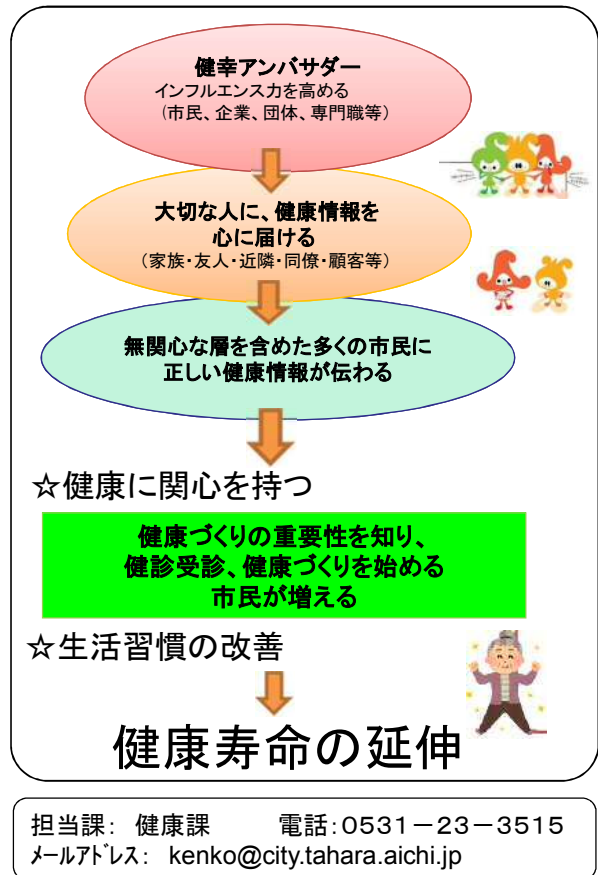 健幸アンバサダー
インフルエンス力を高める
(市民、企業、団体、専門職等)
大切な人に、健康情報を
心に届ける
(家族・友人・近隣・同僚・顧客等)
無関心な層を含めた多くの市民に
正しい健康情報が伝わる
☆健康に関心を持つ
健康づくりの重要性を知り、
健診受診、健康づくりを始める
市民が増える
☆生活習慣の改善
健康寿命の延伸
担当課: 健康課 電話:0531-23-3515
メールアドレス: kenko@city.tahara.aichi.jp